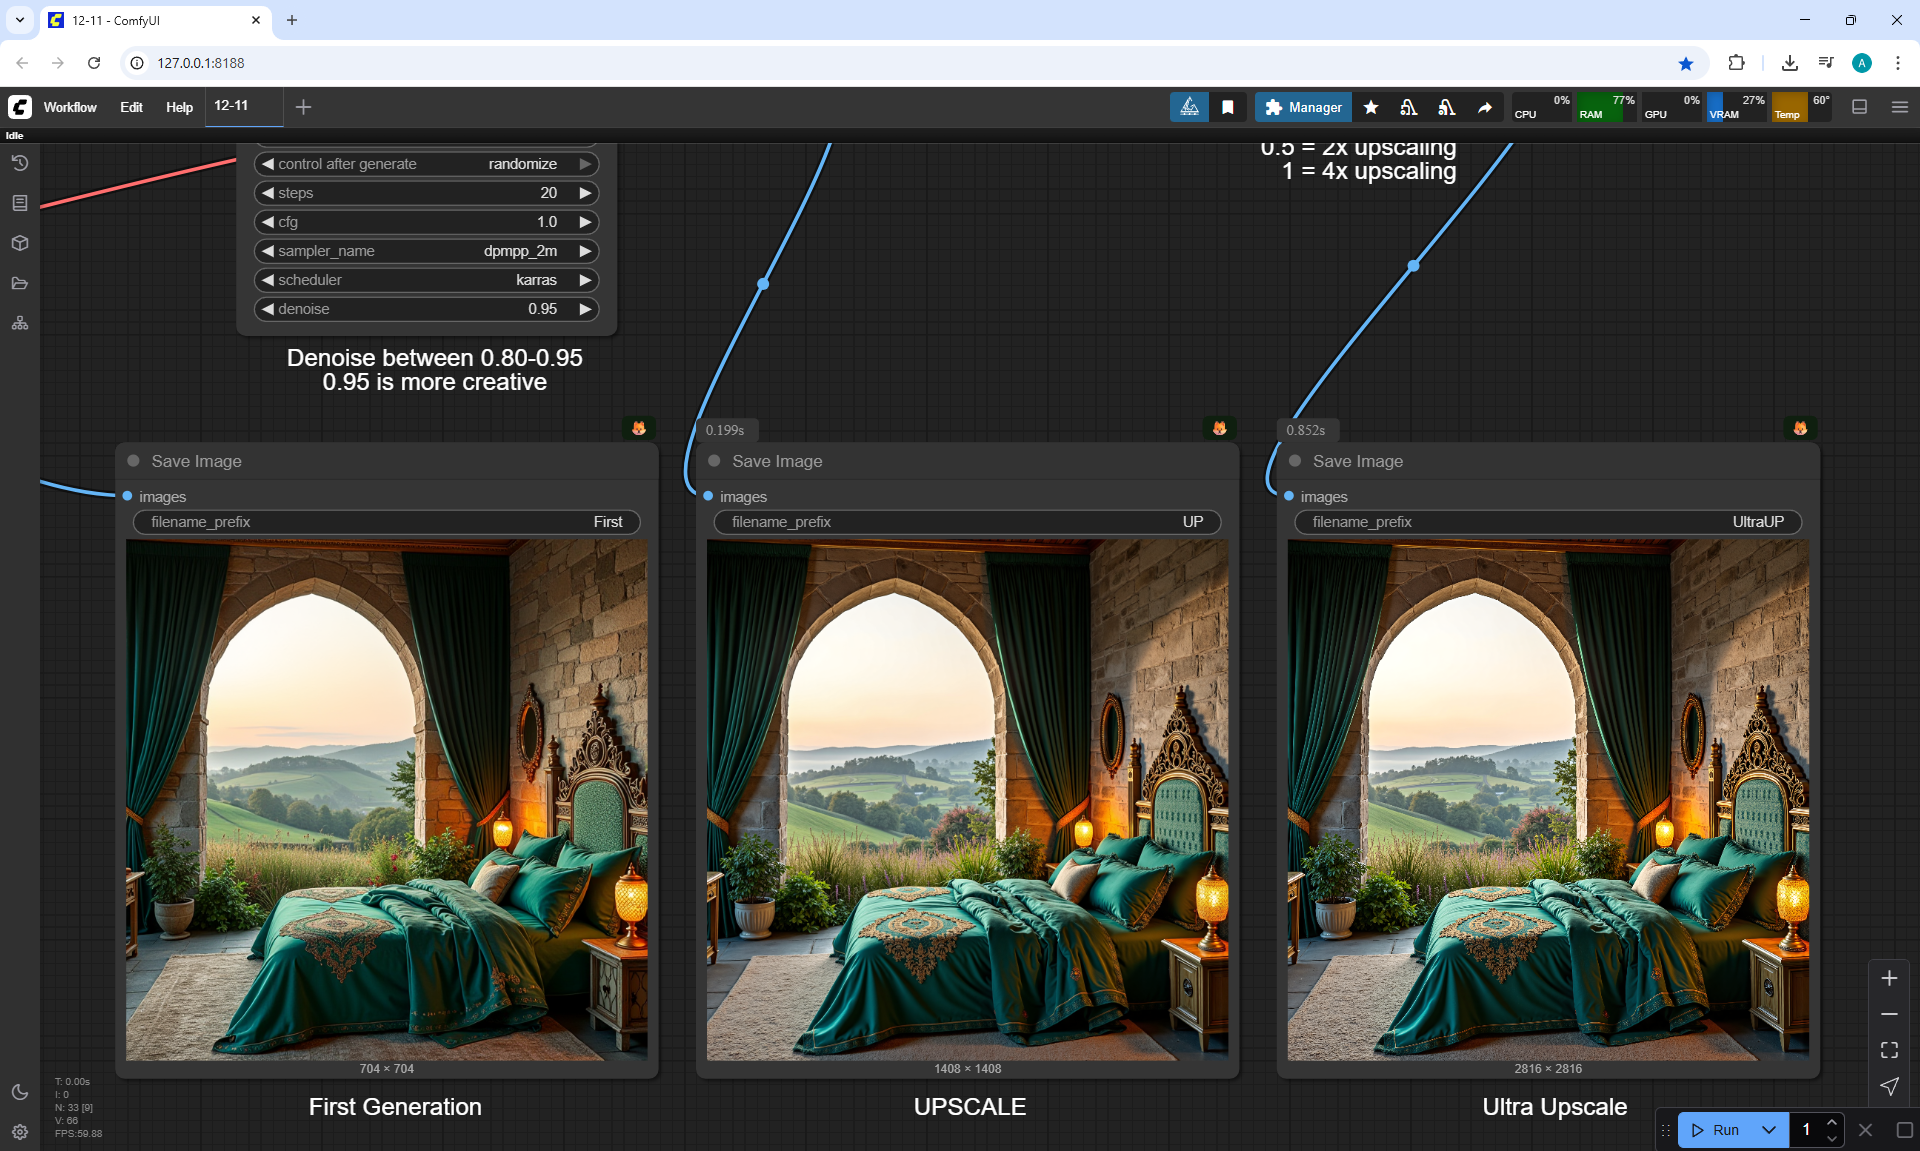 12-11 - ComfyUI
127.0.0.1:8188
A
Workflow
Edit
Help
12-11
Manager
CPU 0%
RAM 77%
GPU 0%
VRAM 27%
Temp 60°
Idle
control after generate randomize
steps 20
cfg 1.0
sampler_name dpmpp_2m
scheduler karras
denoise 0.95
Denoise between 0.80-0.95
0.95 is more creative
0.5 = 2x upscaling
1 = 4x upscaling
Save Image
images
filename_prefix First
704 × 704
First Generation
0.199s
Save Image
images
filename_prefix UP
1408 × 1408
UPSCALE
0.852s
Save Image
images
filename_prefix UltraUP
2816 × 2816
Ultra Upscale
T: 0.00s
I: 0
N: 33 [9]
V: 66
FPS:59.88
Run
1